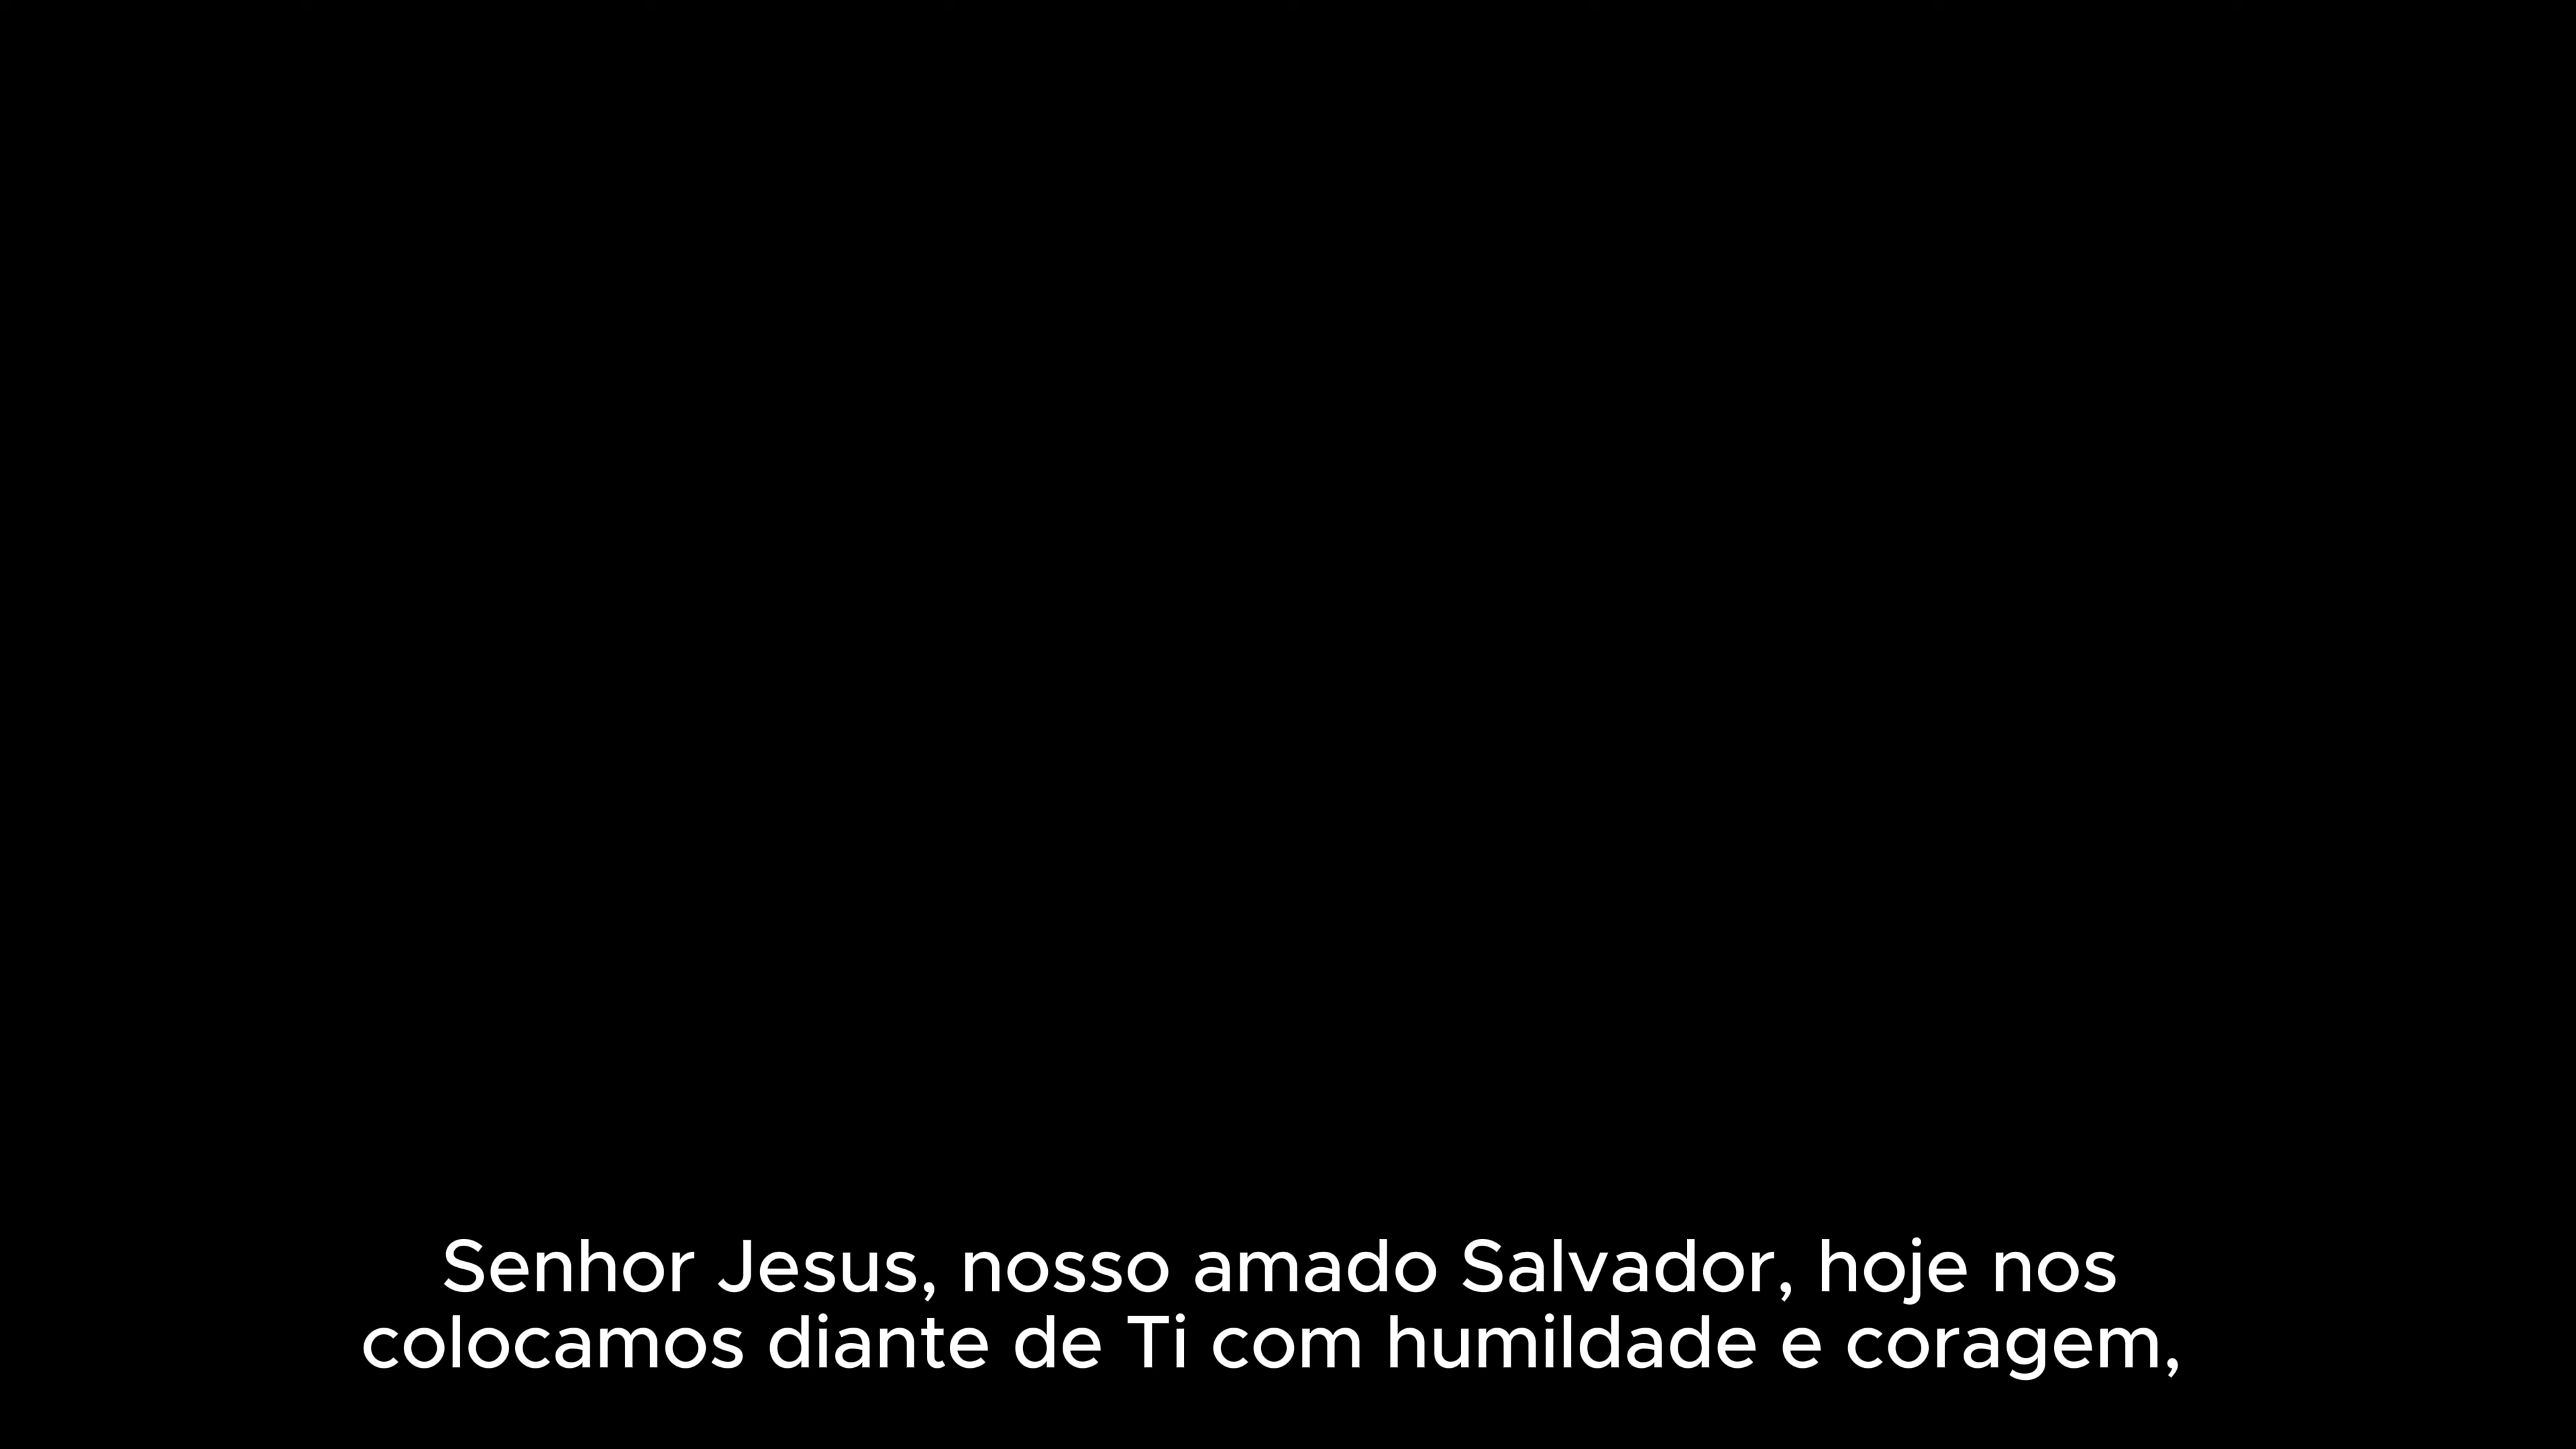 Senhor Jesus, nosso amado Salvador, hoje nos
colocamos diante de Ti com humildade e coragem,